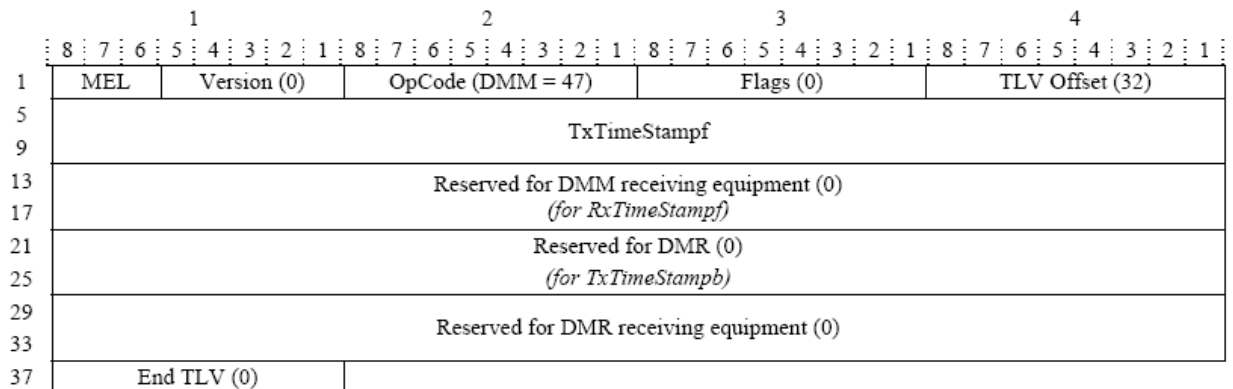 1 2 3 4
8 7 6 5 4 3 2 1 8 7 6 5 4 3 2 1 8 7 6 5 4 3 2 1 8 7 6 5 4 3 2 1
1 MEL Version (0) OpCode (DMM = 47) Flags (0) TLV Offset (32)
5
TxTimeStampf
9
13 Reserved for DMM receiving equipment (0)
17 (for RxTimeStampf)
21 Reserved for DMR (0)
25 (for TxTimeStampb)
29
Reserved for DMR receiving equipment (0)
33
37 End TLV (0)